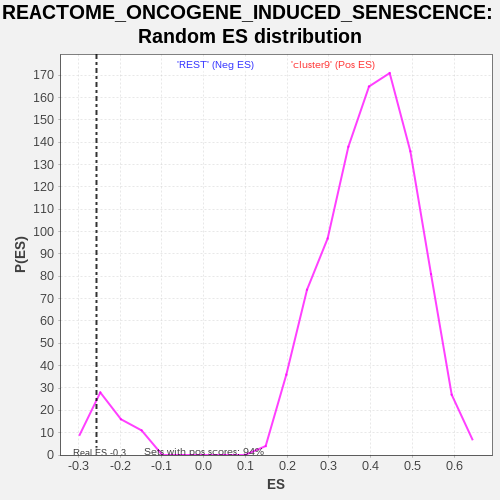 REACTOME_ONCOGENE_INDUCED_SENESCENCE:
Random ES distribution
'REST' (Neg ES)
'cluster9' (Pos ES)
170
160
150
140
130
120
110
100
90
80
70
60
50
40
30
20
10
0
P(ES)
Real ES -0.3
Sets with pos scores: 94%
-0.3 -0.2 -0.1 0.0 0.1 0.2 0.3 0.4 0.5 0.6
ES